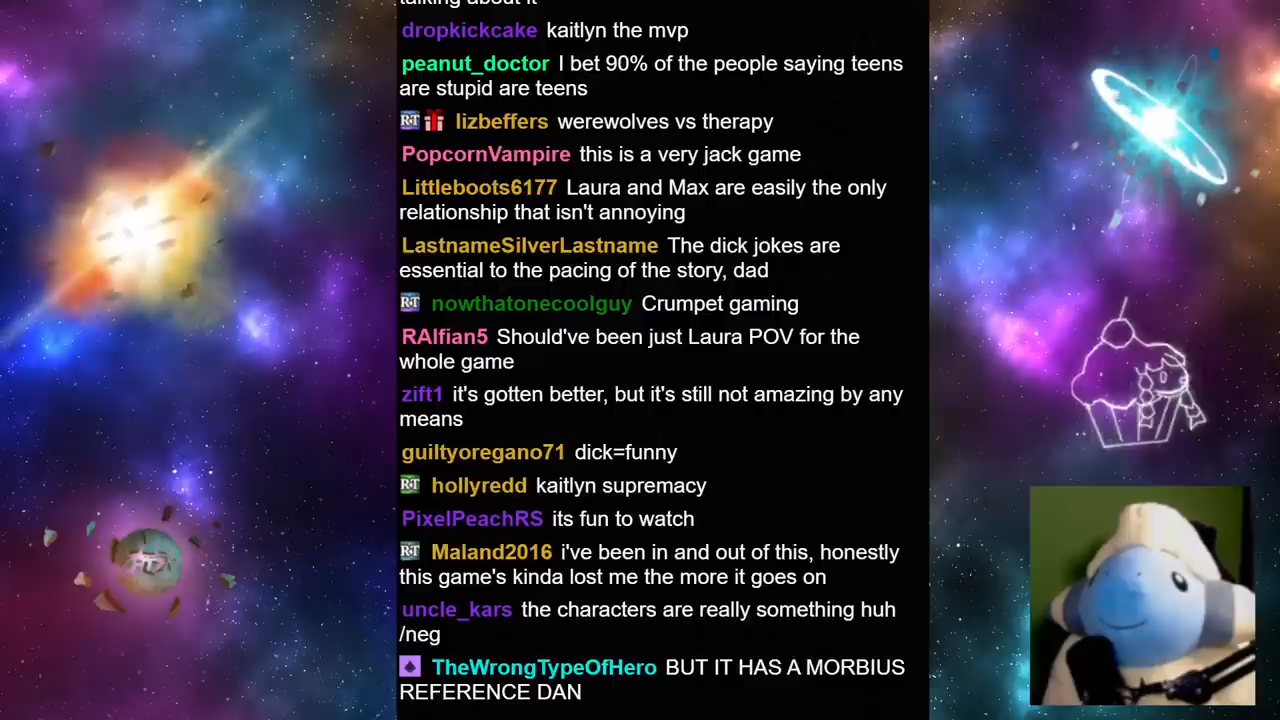 talking about it
dropkickcake kaitlyn the mvp
peanut_doctor I bet 90% of the people saying teens
are stupid are teens
R&T lizbeffers werewolves vs therapy
PopcornVampire this is a very jack game
Littleboots6177 Laura and Max are easily the only
relationship that isn't annoying
LastnameSilverLastname The dick jokes are
essential to the pacing of the story, dad
R&T nowthatonecoolguy Crumpet gaming
RAlfian5 Should've been just Laura POV for the
whole game
zift1 it's gotten better, but it's still not amazing by any
means
guiltyoregano71 dick=funny
R&T hollyredd kaitlyn supremacy
PixelPeachRS its fun to watch
R&T Maland2016 i've been in and out of this, honestly
this game's kinda lost me the more it goes on
uncle_kars the characters are really something huh
/neg
TheWrongTypeOfHero BUT IT HAS A MORBIUS
REFERENCE DAN